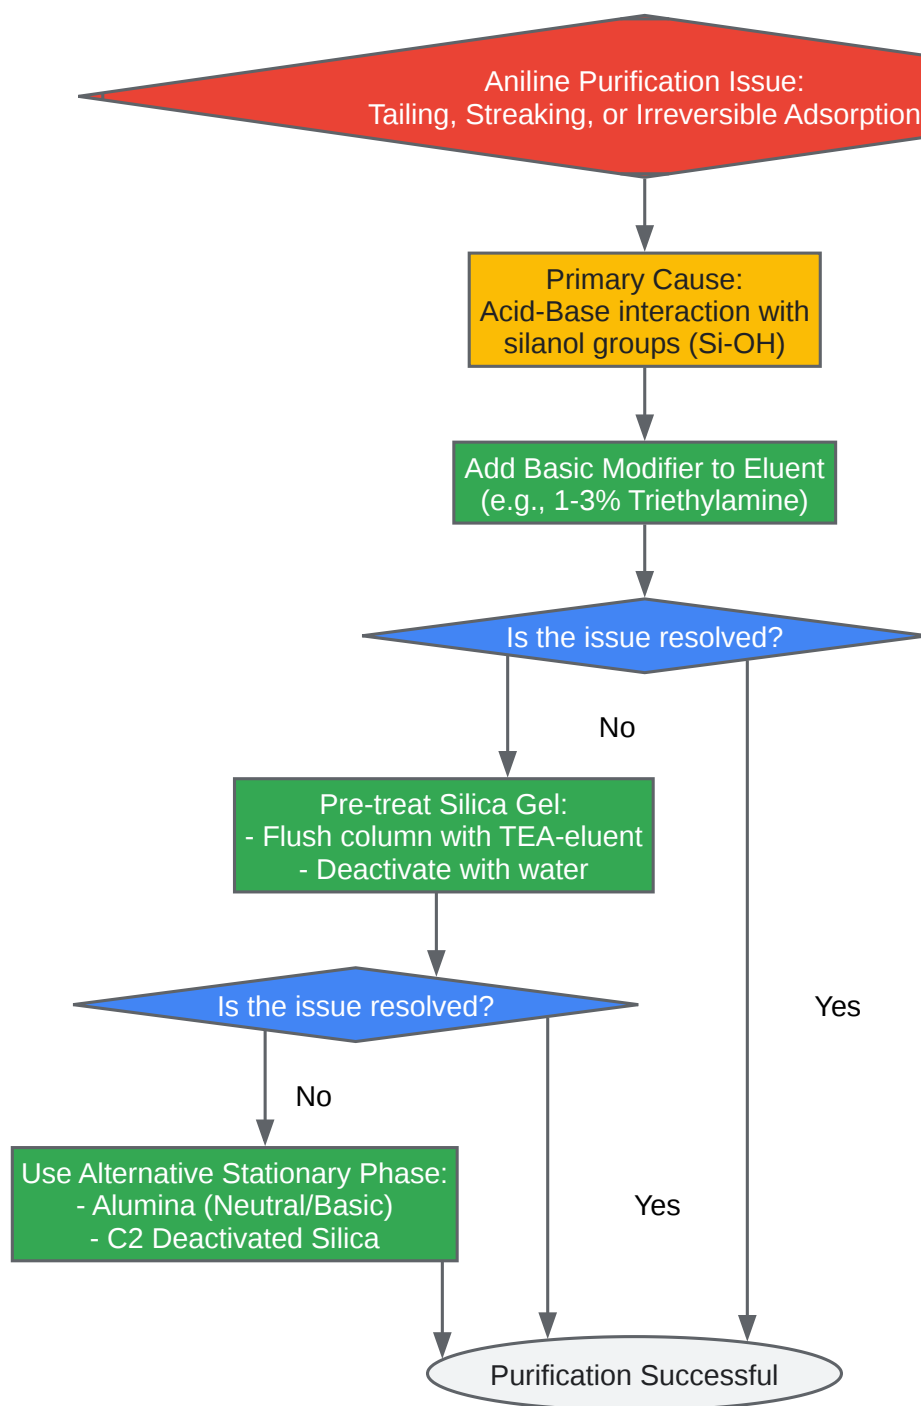 Aniline Purification Issue:
Tailing, Streaking, or Irreversible Adsorption
Primary Cause:
Acid-Base interaction with
silanol groups (Si-OH)
Add Basic Modifier to Eluent
(e.g., 1-3% Triethylamine)
Is the issue resolved?
No
Pre-treat Silica Gel:
- Flush column with TEA-eluent
- Deactivate with water
Is the issue resolved?
Yes
No
Use Alternative Stationary Phase:
- Alumina (Neutral/Basic)
- C2 Deactivated Silica
Yes
Purification Successful